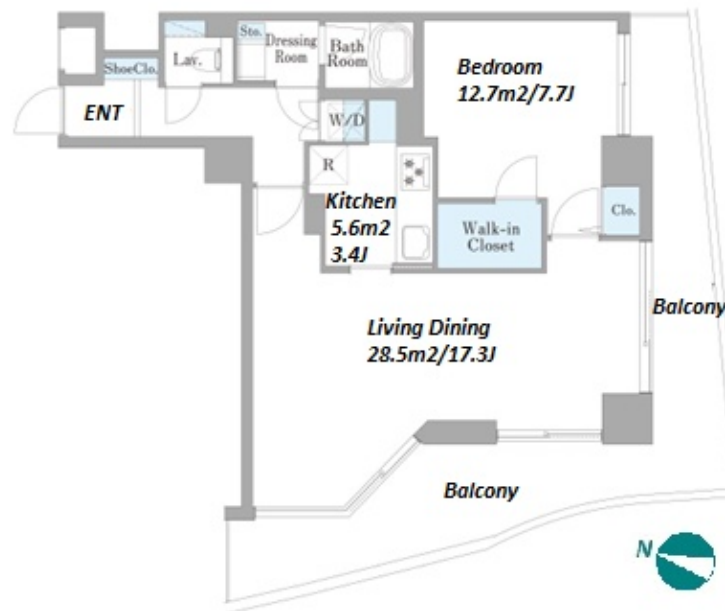 Sto.
Dressing
Room
Bath
Room
Lav.
ShoeClo.
ENT
Bedroom
12.7m2/7.7J
W/D
R
Kitchen
5.6m2
3.4J
Walk-in
Closet
Clo.
Living Dining
28.5m2/17.3J
Balcony
Balcony
N